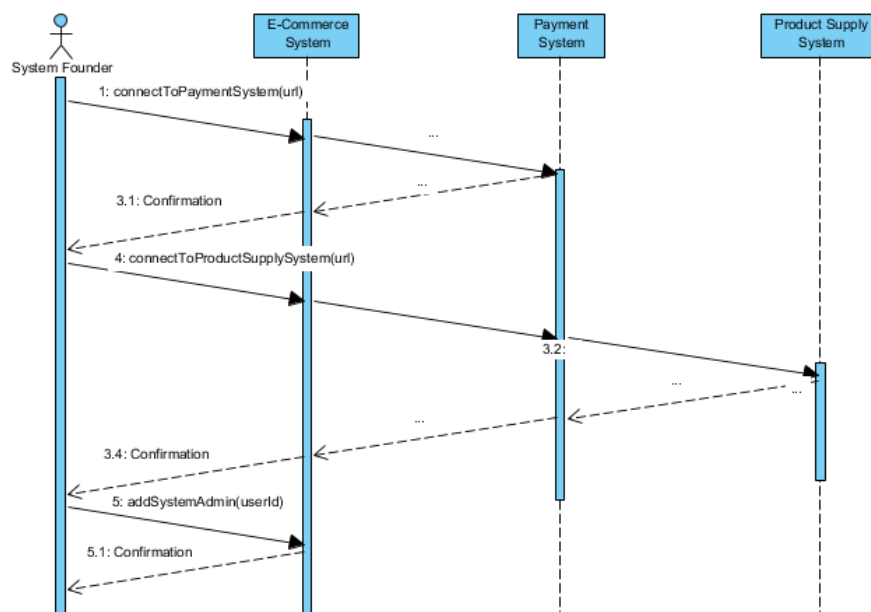 E-Commerce
System
Payment
System
Product Supply
System
System Founder
1: connectToPaymentSystem(url)
...
...
3.1: Confirmation
4: connectToProductSupplySystem(url)
3.2:
...
...
...
3.4: Confirmation
5: addSystemAdmin(userId)
5.1: Confirmation